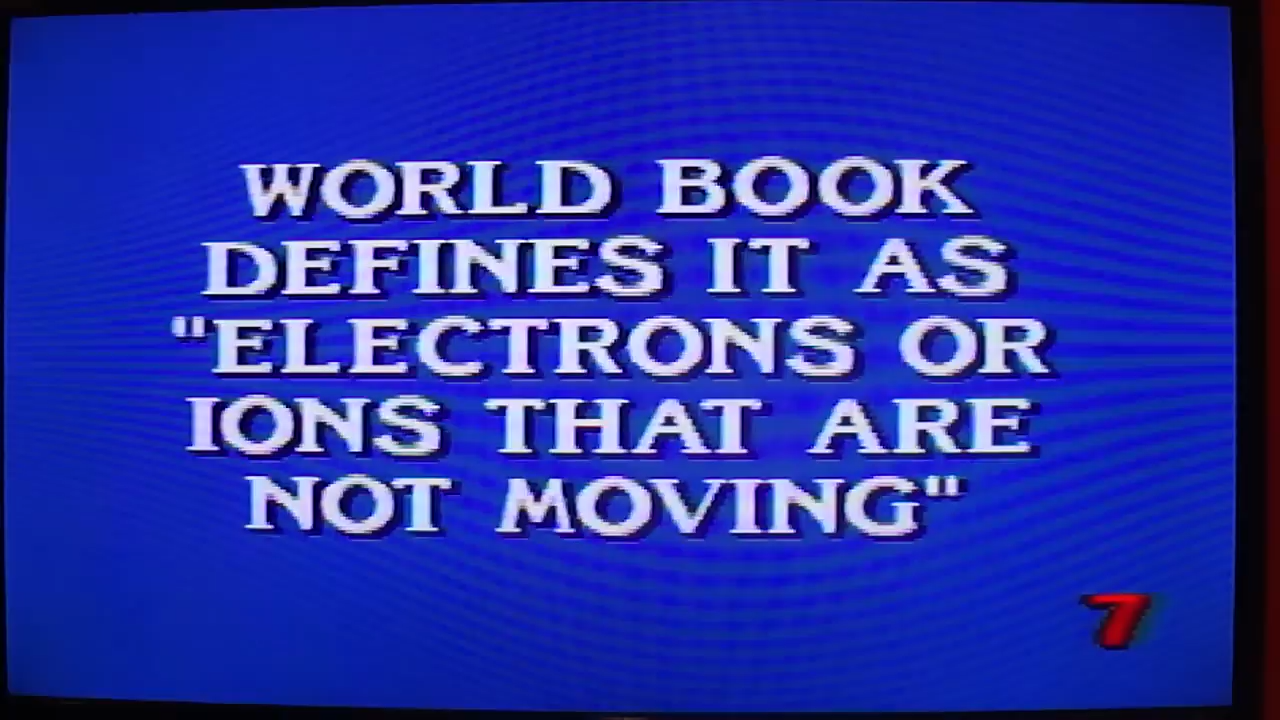 WORLD BOOK
DEFINES IT AS
"ELECTRONS OR
IONS THAT ARE
NOT MOVING"
7